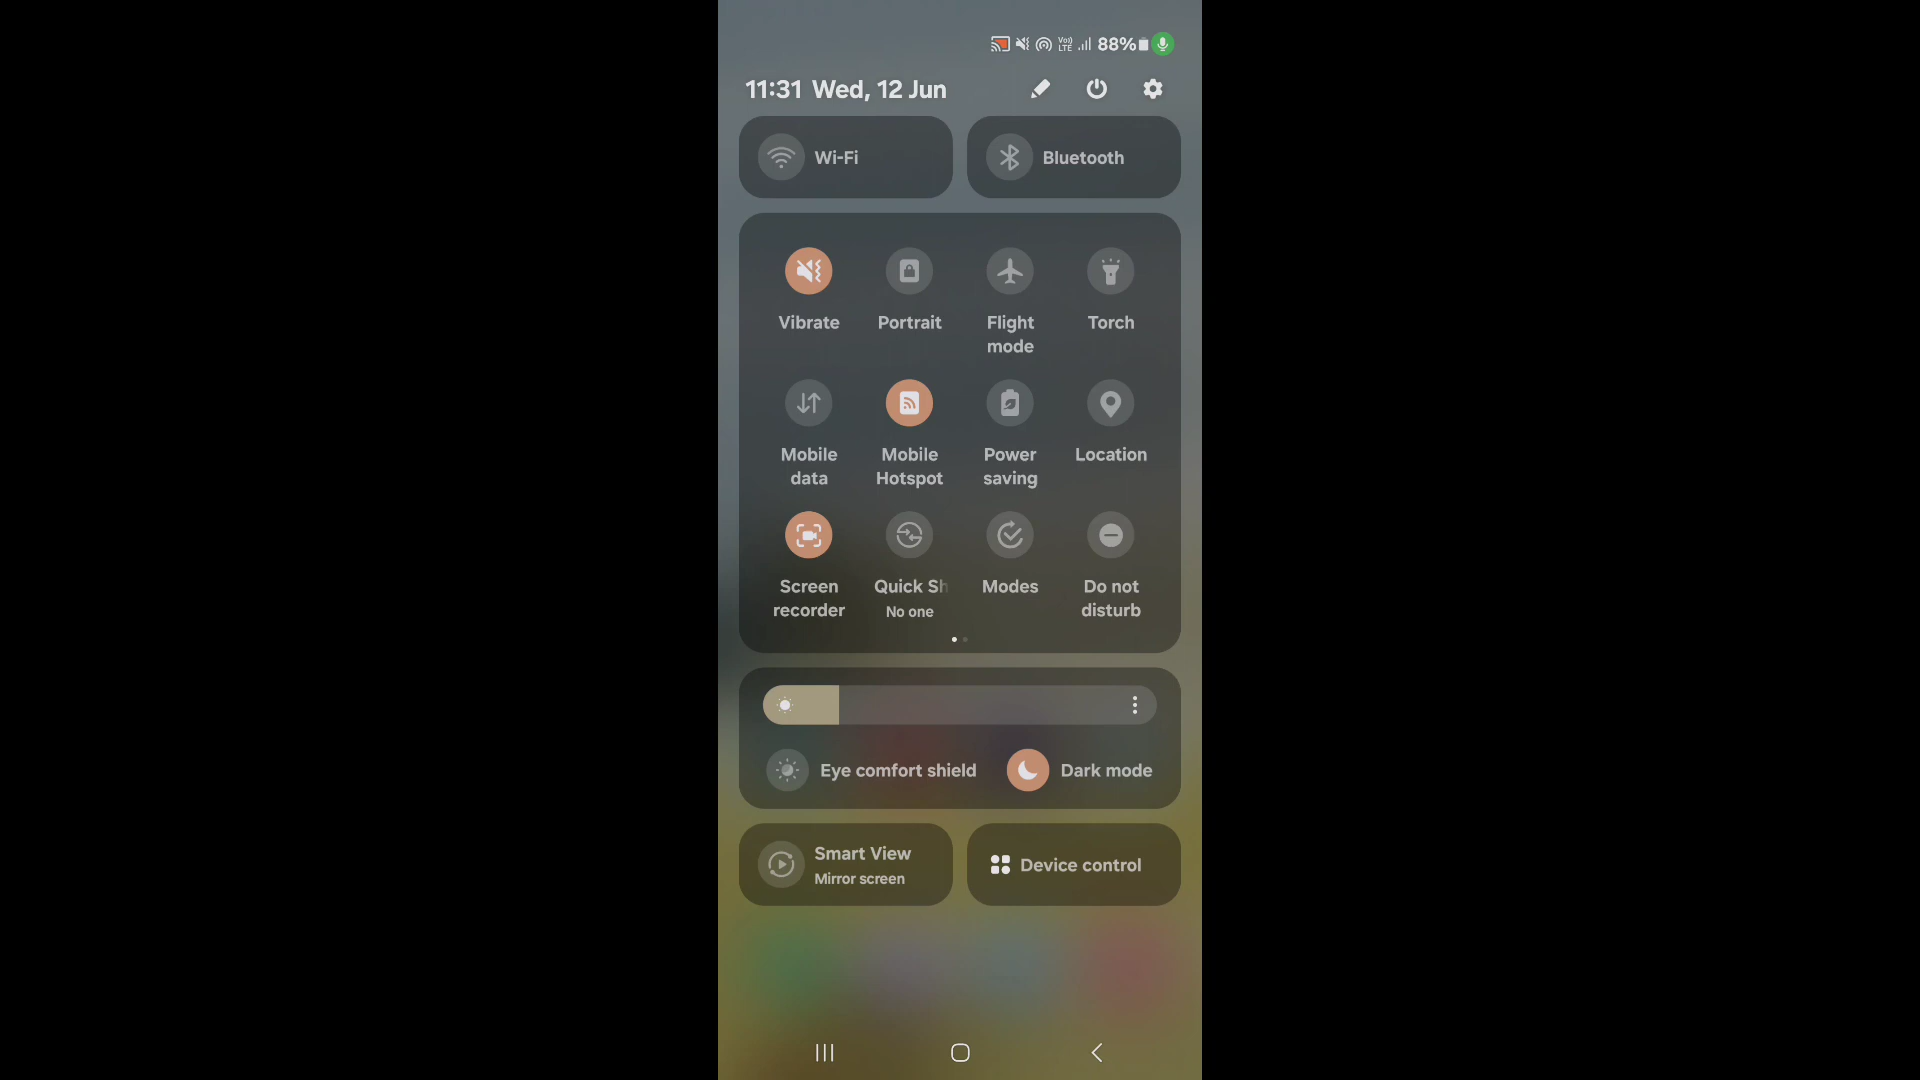 Vo) LTE 88%
11:31 Wed, 12 Jun
Wi-Fi
Bluetooth
Vibrate
Portrait
Flight
mode
Torch
Mobile
data
Mobile
Hotspot
Power
saving
Location
Screen
recorder
Quick Sh
No one
Modes
Do not
disturb
Eye comfort shield
Dark mode
Smart View
Mirror screen
Device control